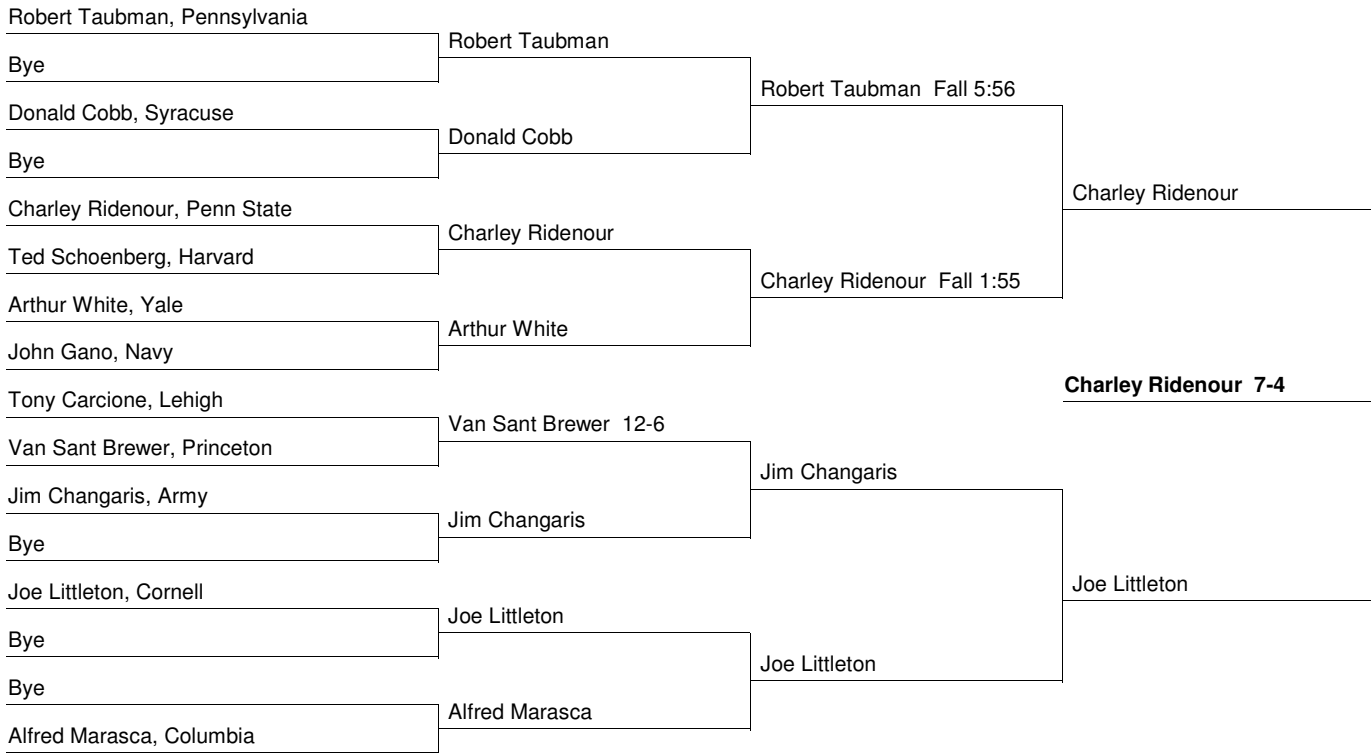 Robert Taubman, Pennsylvania
Bye
Donald Cobb, Syracuse
Bye
Charley Ridenour, Penn State
Ted Schoenberg, Harvard
Arthur White, Yale
John Gano, Navy
Tony Carcione, Lehigh
Van Sant Brewer, Princeton
Jim Changaris, Army
Bye
Joe Littleton, Cornell
Bye
Bye
Alfred Marasca, Columbia
Robert Taubman
Donald Cobb
Charley Ridenour
Arthur White
Van Sant Brewer 12-6
Jim Changaris
Joe Littleton
Alfred Marasca
Robert Taubman Fall 5:56
Charley Ridenour Fall 1:55
Jim Changaris
Joe Littleton
Charley Ridenour
Charley Ridenour 7-4
Joe Littleton